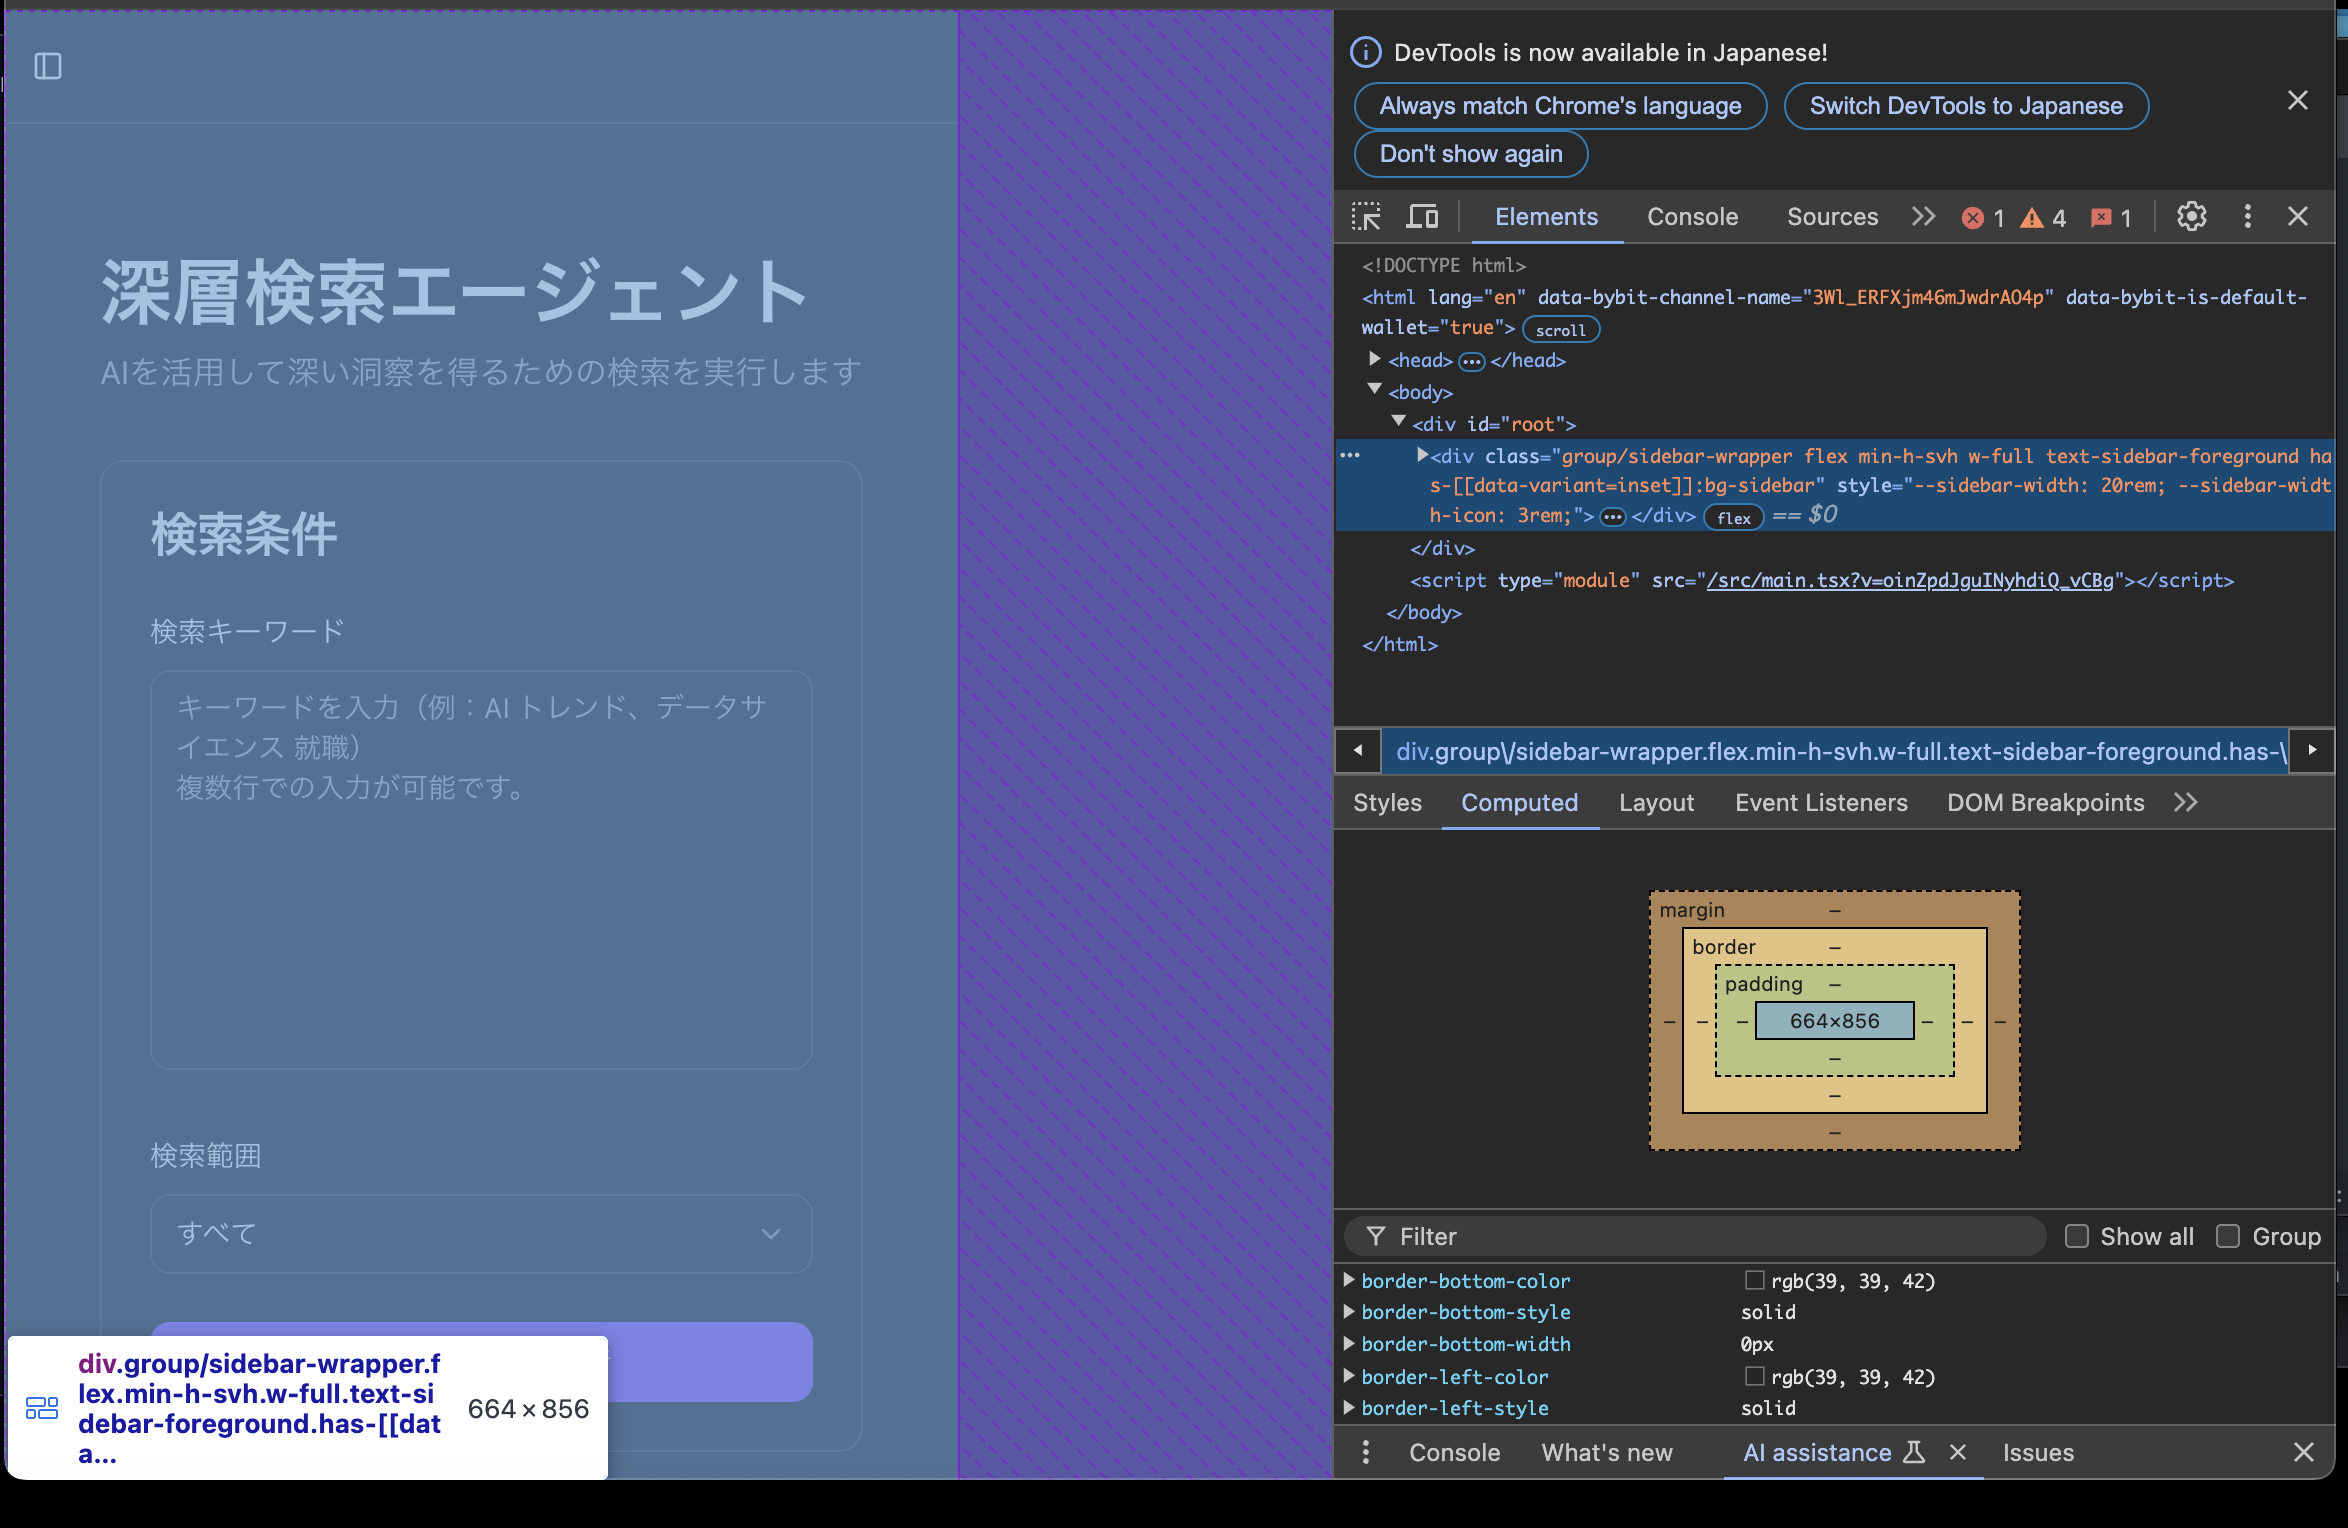 深層検索エージェント
AIを活用して深い洞察を得るための検索を実行します
検索条件
検索キーワード
キーワードを入力（例：AI トレンド、データサ
イエンス 就職）
複数行での入力が可能です。
検索範囲
すべて
div.group/sidebar-wrapper.f
lex.min-h-svh.w-full.text-si
debar-foreground.has-[[dat
a...
664×856
DevTools is now available in Japanese!
Always match Chrome's language
Switch DevTools to Japanese
Don't show again
Elements
Console
Sources
1
4
1
<!DOCTYPE html>
<html lang="en" data-bybit-channel-name="3Wl_ERFXjm46mJwdrAO4p" data-bybit-is-default-
wallet="true"> scroll
<head> ••• </head>
<body>
<div id="root">
••• <div class="group/sidebar-wrapper flex min-h-svh w-full text-sidebar-foreground ha
s-[[data-variant=inset]]:bg-sidebar" style="--sidebar-width: 20rem; --sidebar-widt
h-icon: 3rem;"> ••• </div> flex == $0
</div>
<script type="module" src="/src/main.tsx?v=oinZpdJguINyhdiQ_vCBg"></script>
</body>
</html>
div.group\/sidebar-wrapper.flex.min-h-svh.w-full.text-sidebar-foreground.has-\
Styles
Computed
Layout
Event Listeners
DOM Breakpoints
margin –
border –
padding –
– – – 664×856 – – –
–
–
–
Filter
Show all
Group
border-bottom-color rgb(39, 39, 42)
border-bottom-style solid
border-bottom-width 0px
border-left-color rgb(39, 39, 42)
border-left-style solid
Console
What's new
AI assistance
Issues